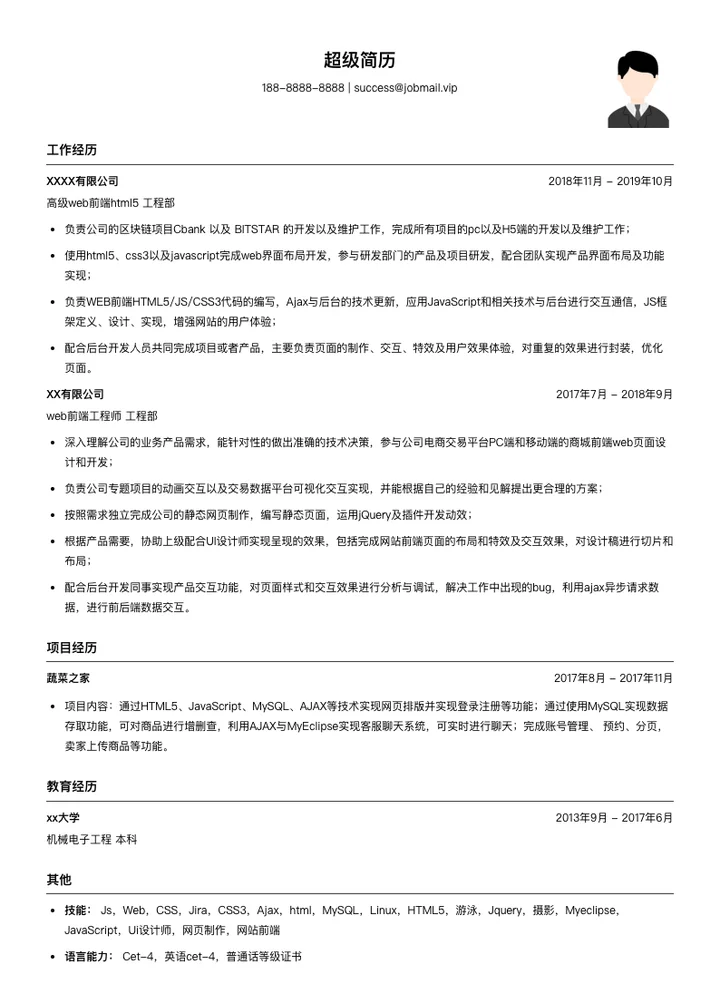 超级简历
188-8888-8888 | success@jobmail.vip
工作经历
XXXX有限公司 2018年11月 – 2019年10月
高级web前端html5 工程部
• 负责公司的区块链项目Cbank 以及 BITSTAR 的开发以及维护工作，完成所有项目的pc以及H5端的开发以及维护工作；
• 使用html5、css3以及javascript完成web界面布局开发，参与研发部门的产品及项目研发，配合团队实现产品界面布局及功能
实现；
• 负责WEB前端HTML5/JS/CSS3代码的编写，Ajax与后台的技术更新，应用JavaScript和相关技术与后台进行交互通信，JS框
架定义、设计、实现，增强网站的用户体验；
• 配合后台开发人员共同完成项目或者产品，主要负责页面的制作、交互、特效及用户效果体验，对重复的效果进行封装，优化
页面。
XX有限公司 2017年7月 – 2018年9月
web前端工程师 工程部
• 深入理解公司的业务产品需求，能针对性的做出准确的技术决策，参与公司电商交易平台PC端和移动端的商城前端web页面设
计和开发；
• 负责公司专题项目的动画交互以及交易数据平台可视化交互实现，并能根据自己的经验和见解提出更合理的方案；
• 按照需求独立完成公司的静态网页制作，编写静态页面，运用jQuery及插件开发动效；
• 根据产品需要，协助上级配合UI设计师实现呈现的效果，包括完成网站前端页面的布局和特效及交互效果，对设计稿进行切片和
布局；
• 配合后台开发同事实现产品交互功能，对页面样式和交互效果进行分析与调试，解决工作中出现的bug，利用ajax异步请求数
据，进行前后端数据交互。
项目经历
蔬菜之家 2017年8月 – 2017年11月
• 项目内容：通过HTML5、JavaScript、MySQL、AJAX等技术实现网页排版并实现登录注册等功能；通过使用MySQL实现数据
存取功能，可对商品进行增删查，利用AJAX与MyEclipse实现客服聊天系统，可实时进行聊天；完成账号管理、 预约、分页，
卖家上传商品等功能。
教育经历
xx大学 2013年9月 – 2017年6月
机械电子工程 本科
其他
• 技能： Js，Web，CSS，Jira，CSS3，Ajax，html，MySQL，Linux，HTML5，游泳，Jquery，摄影，Myeclipse，
JavaScript，Ui设计师，网页制作，网站前端
• 语言能力： Cet-4，英语cet-4，普通话等级证书